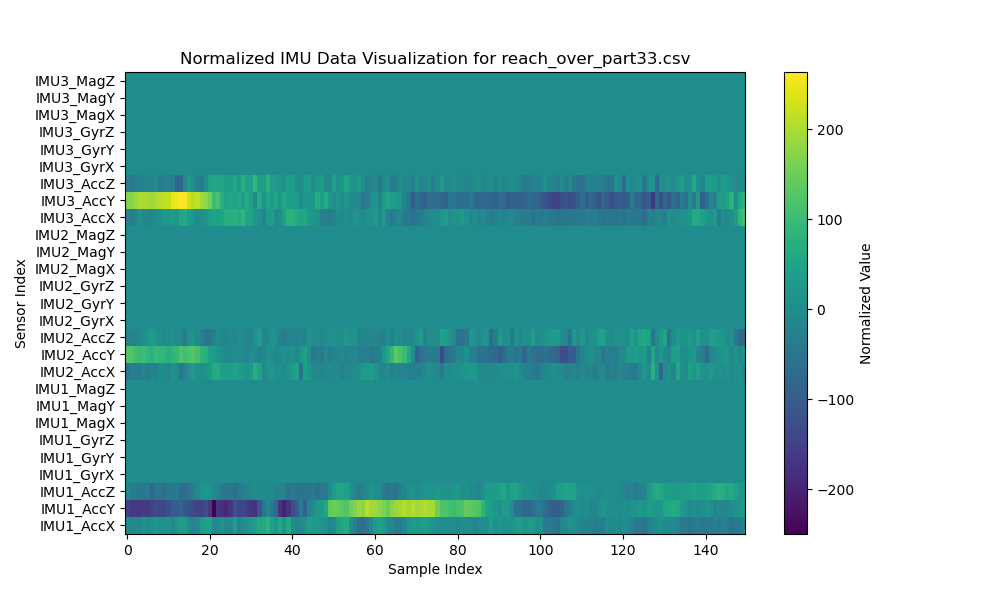 Normalized IMU Data Visualization for reach_over_part33.csv
IMU3_MagZ
IMU3_MagY
IMU3_MagX
IMU3_GyrZ
IMU3_GyrY
IMU3_GyrX
IMU3_AccZ
IMU3_AccY
IMU3_AccX
IMU2_MagZ
IMU2_MagY
IMU2_MagX
IMU2_GyrZ
IMU2_GyrY
IMU2_GyrX
IMU2_AccZ
IMU2_AccY
IMU2_AccX
IMU1_MagZ
IMU1_MagY
IMU1_MagX
IMU1_GyrZ
IMU1_GyrY
IMU1_GyrX
IMU1_AccZ
IMU1_AccY
IMU1_AccX
Sensor Index
0 20 40 60 80 100 120 140
Sample Index
200
100
0
−100
−200
Normalized Value